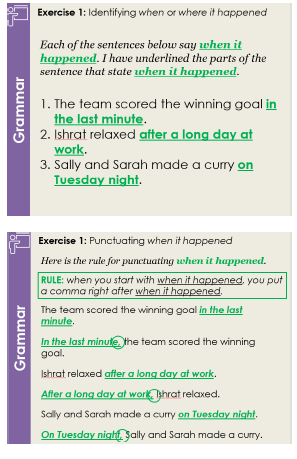 Exercise 1: Identifying when or where it happened
Grammar
Each of the sentences below say when it
happened. I have underlined the parts of the
sentence that state when it happened.
1. The team scored the winning goal in
the last minute.
2. Ishrat relaxed after a long day at
work.
3. Sally and Sarah made a curry on
Tuesday night.
Exercise 1: Punctuating when it happened
Grammar
Here is the rule for punctuating when it happened.
RULE: when you start with when it happened, you put
a comma right after when it happened.
The team scored the winning goal in the last
minute.
In the last minute, the team scored the winning
goal.
Ishrat relaxed after a long day at work.
After a long day at work, Ishrat relaxed.
Sally and Sarah made a curry on Tuesday night.
On Tuesday night, Sally and Sarah made a curry.